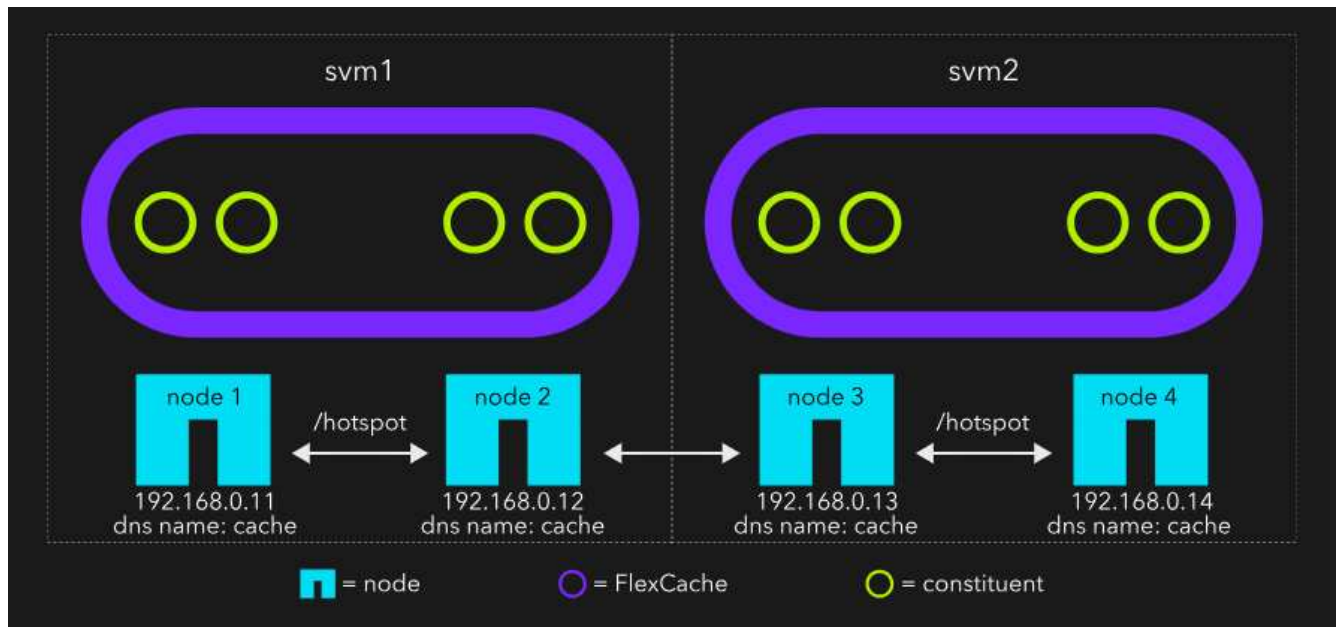 svm1
svm2
node 1
node 2
node 3
node 4
/hotspot
/hotspot
192.168.0.11
192.168.0.12
192.168.0.13
192.168.0.14
dns name: cache
dns name: cache
dns name: cache
dns name: cache
= node
= FlexCache
= constituent